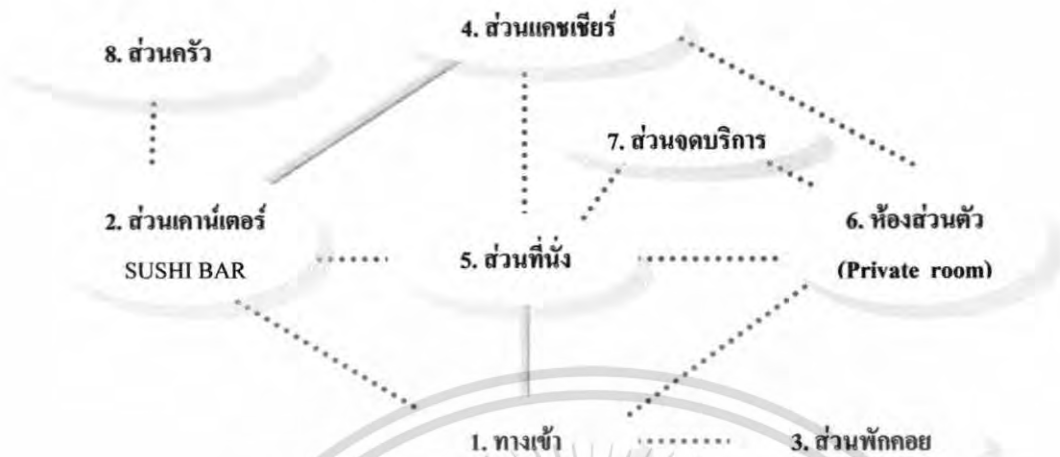 4. ส่วนแคชเชียร์
8. ส่วนครัว
7. ส่วนจดบริการ
2. ส่วนเคาน์เตอร์
SUSHI BAR
5. ส่วนที่นั่ง
6. ห้องส่วนตัว
(Private room)
1. ทางเข้า
3. ส่วนพักคอย